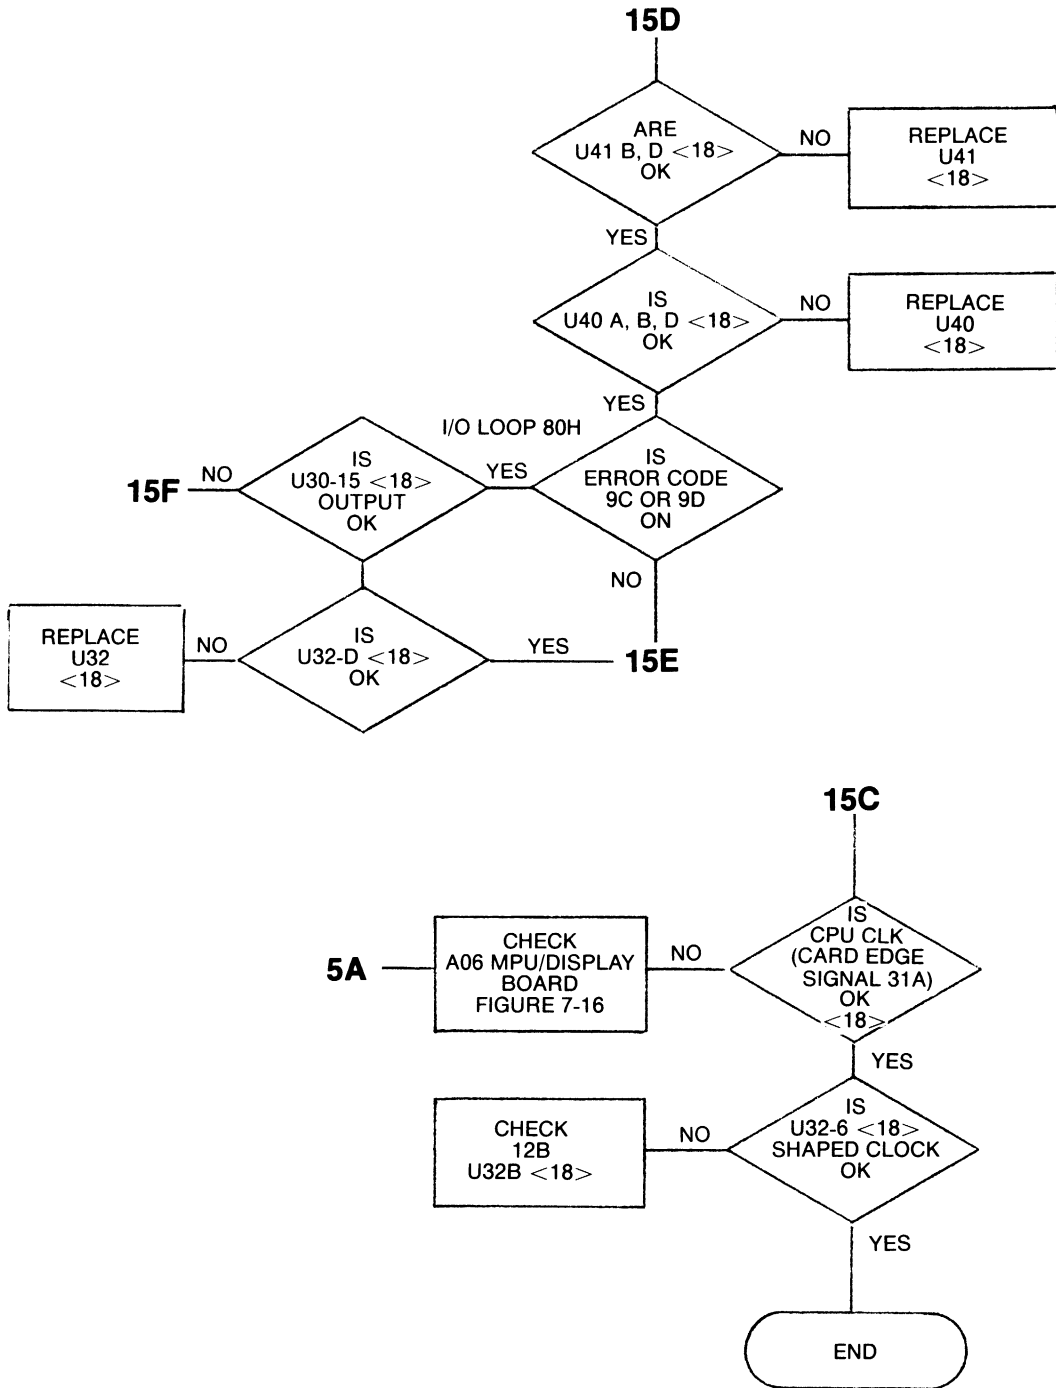 15D
ARE
U41 B, D <18>
OK
NO
REPLACE
U41
<18>
YES
IS
U40 A, B, D <18>
OK
NO
REPLACE
U40
<18>
YES
I/O LOOP 80H
IS
ERROR CODE
9C OR 9D
ON
YES
IS
U30-15 <18>
OUTPUT
OK
NO
15F
NO
REPLACE
U32
<18>
NO
IS
U32-D <18>
OK
YES
15E
15C
IS
CPU CLK
(CARD EDGE
SIGNAL 31A)
OK
<18>
NO
CHECK
A06 MPU/DISPLAY
BOARD
FIGURE 7-16
5A
YES
IS
U32-6 <18>
SHAPED CLOCK
OK
NO
CHECK
12B
U32B <18>
YES
END